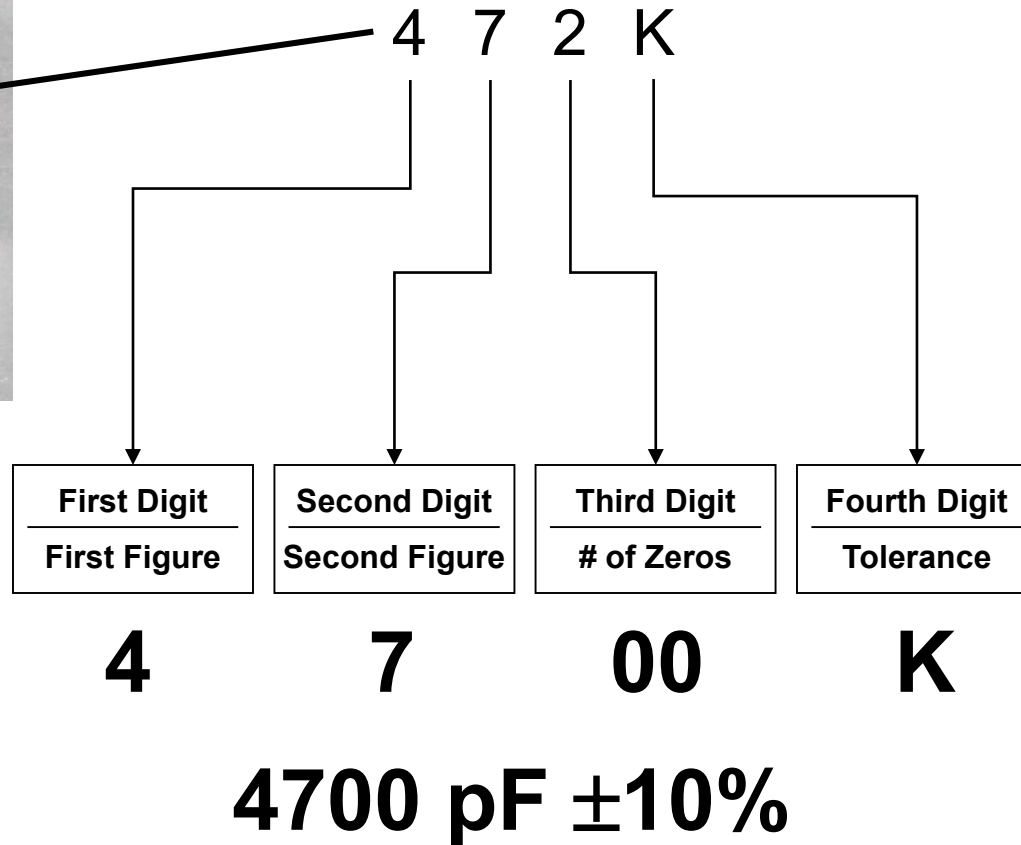 4 7 2 K
First Digit Second Digit Third Digit Fourth Digit
First Figure Second Figure # of Zeros Tolerance
4 7 00 K
4700 pF ±10%